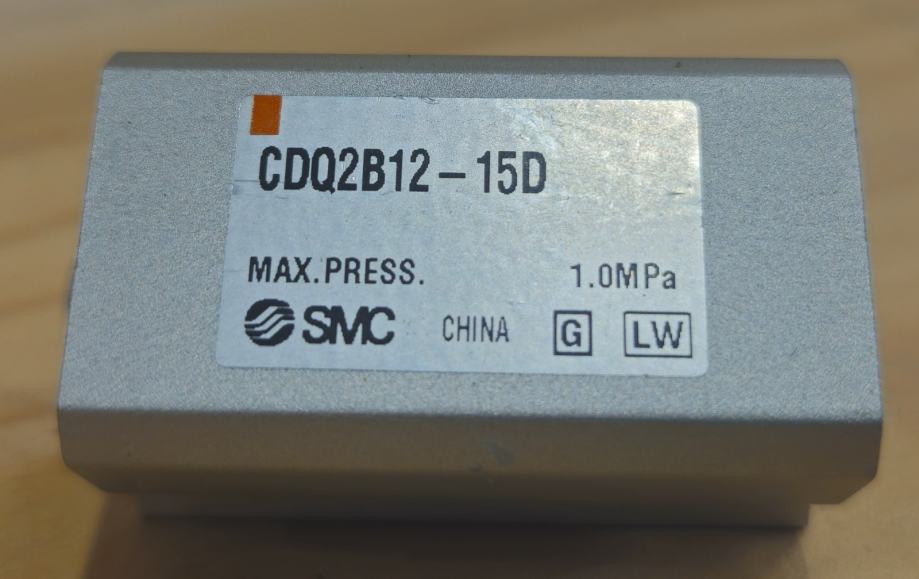 CDQ2B12-15D
MAX.PRESS. 1.0MPa
SMC CHINA G LW